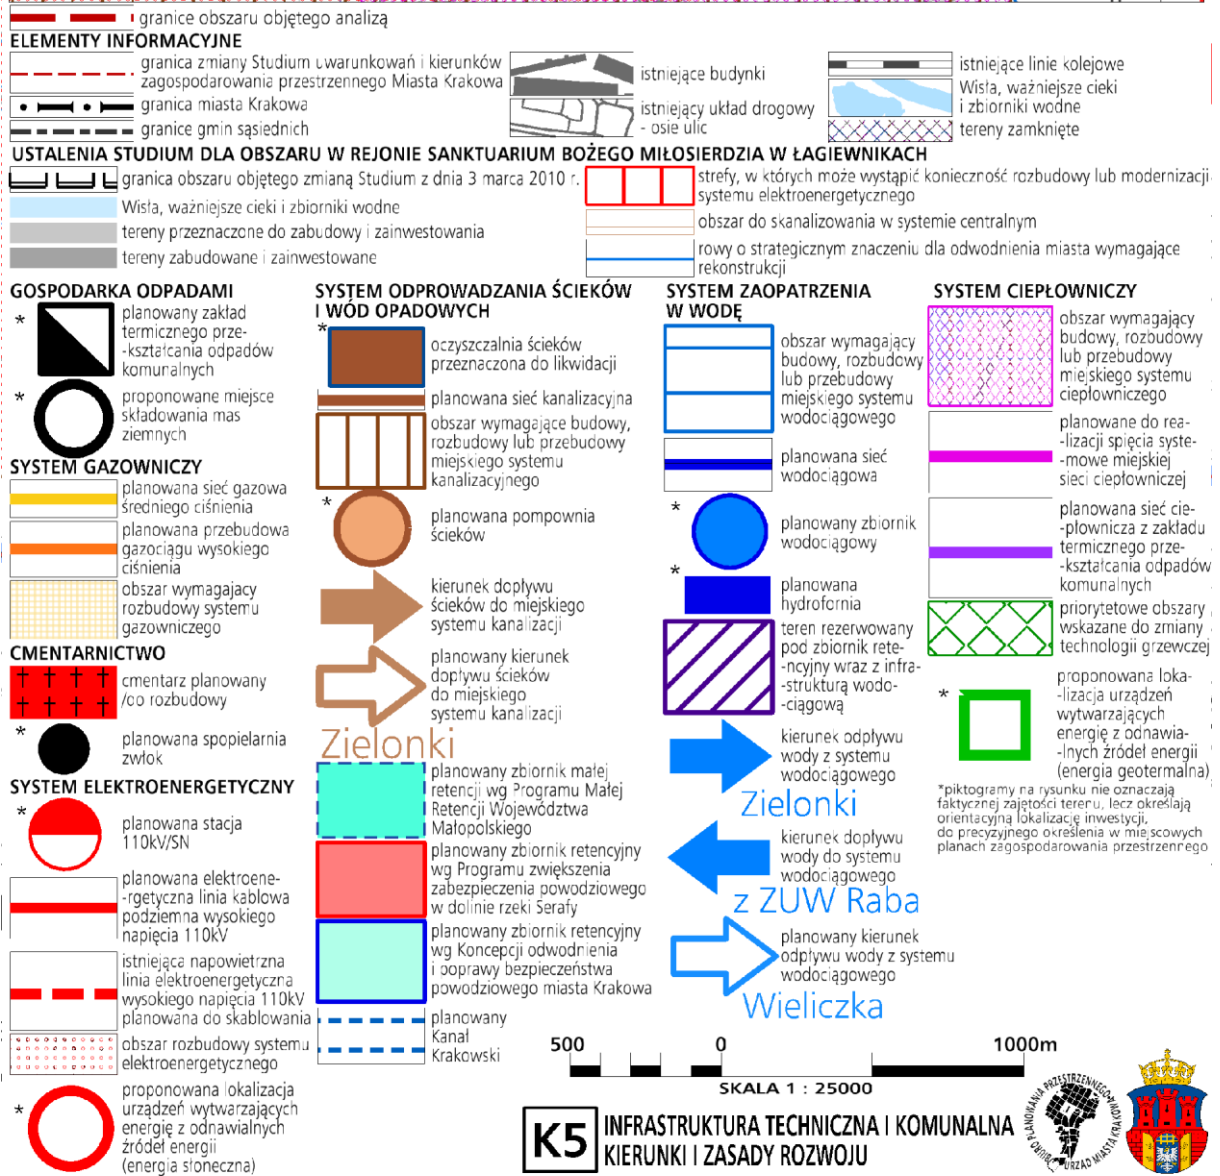 granice obszaru objętego analizą
ELEMENTY INFORMACYJNE
granica zmiany Studium uwarunkowań i kierunków
zagospodarowania przestrzennego Miasta Krakowa
granica miasta Krakowa
granice gmin sąsiednich
istniejące budynki
istniejący układ drogowy
- osie ulic
istniejące linie kolejowe
Wisła, ważniejsze cieki
i zbiorniki wodne
tereny zamknięte
USTALENIA STUDIUM DLA OBSZARU W REJONIE SANKTUARIUM BOŻEGO MIŁOSIERDZIA W ŁAGIEWNIKACH
granica obszaru objętego zmianą Studium z dnia 3 marca 2010 r.
Wisła, ważniejsze cieki i zbiorniki wodne
tereny przeznaczone do zabudowy i zainwestowania
tereny zabudowane i zainwestowane
strefy, w których może wystąpić konieczność rozbudowy lub modernizacji
systemu elektroenergetycznego
obszar do skanalizowania w systemie centralnym
rowy o strategicznym znaczeniu dla odwodnienia miasta wymagające
rekonstrukcji
GOSPODARKA ODPADAMI
*
planowany zakład
termicznego prze-
-kształcania odpadów
komunalnych
*
proponowane miejsce
składowania mas
ziemnych
SYSTEM GAZOWNICZY
planowana sieć gazowa
średniego ciśnienia
planowana przebudowa
gazociągu wysokiego
ciśnienia
obszar wymagajacy
rozbudowy systemu
gazowniczego
CMENTARNICTWO
cmentarz planowany
/do rozbudowy
*
planowana spopielarnia
zwłok
SYSTEM ELEKTROENERGETYCZNY
*
planowana stacja
110kV/SN
planowana elektroene-
-rgetyczna linia kablowa
podziemna wysokiego
napięcia 110kV
istniejąca napowietrzna
linia elektroenergetyczna
wysokiego napięcia 110kV
planowana do skablowania
obszar rozbudowy systemu
elektroenergetycznego
*
proponowana lokalizacja
urządzeń wytwarzających
energię z odnawialnych
źródeł energii
(energia słoneczna)
SYSTEM ODPROWADZANIA ŚCIEKÓW
I WÓD OPADOWYCH
*
oczyszczalnia ścieków
przeznaczona do likwidacji
planowana sieć kanalizacyjna
obszar wymagające budowy,
rozbudowy lub przebudowy
miejskiego systemu
kanalizacyjnego
*
planowana pompownia
ścieków
kierunek dopływu
ścieków do miejskiego
systemu kanalizacji
planowany kierunek
dopływu ścieków
do miejskiego
systemu kanalizacji
Zielonki
planowany zbiornik małej
retencji wg Programu Małej
Retencji Województwa
Małopolskiego
planowany zbiornik retencyjny
wg Programu zwiększenia
zabezpieczenia powodziowego
w dolinie rzeki Serafy
planowany zbiornik retencyjny
wg Koncepcji odwodnienia
i poprawy bezpieczeństwa
powodziowego miasta Krakowa
planowany
Kanał
Krakowski
SYSTEM ZAOPATRZENIA
W WODĘ
obszar wymagający
budowy, rozbudowy
lub przebudowy
miejskiego systemu
wodociągowego
planowana sieć
wodociągowa
*
planowany zbiornik
wodociągowy
*
planowana
hydrofornia
teren rezerwowany
pod zbiornik rete-
-ncyjny wraz z infra-
-strukturą wodo-
-ciągową
kierunek odpływu
wody z systemu
wodociągowego
Zielonki
kierunek dopływu
wody do systemu
wodociągowego
z ZUW Raba
planowany kierunek
odpływu wody z systemu
wodociągowego
Wieliczka
SYSTEM CIEPŁOWNICZY
obszar wymagający
budowy, rozbudowy
lub przebudowy
miejskiego systemu
ciepłowniczego
planowane do rea-
-lizacji spięcia syste-
-mowe miejskiej
sieci ciepłowniczej
planowana sieć cie-
-płownicza z zakładu
termicznego prze-
-kształcania odpadów
komunalnych
priorytetowe obszary
wskazane do zmiany
technologii grzewczej
*
proponowana loka-
-lizacja urządzeń
wytwarzających
energię z odnawia-
-lnych źródeł energii
(energia geotermalna)
*piktogramy na rysunku nie oznaczają
faktycznej zajętości terenu, lecz określają
orientacyjną lokalizację inwestycji,
do precyzyjnego określenia w miejscowych
planach zagospodarowania przestrzennego
500 0 1000m
SKALA 1 : 25000
K5
INFRASTRUKTURA TECHNICZNA I KOMUNALNA
KIERUNKI I ZASADY ROZWOJU
BIURO PLANOWANIA PRZESTRZENNEGO
URZĄD MIASTA KRAKOWA